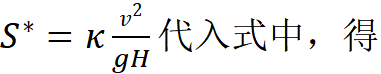 S* = κ v²/gH 代入式中，得